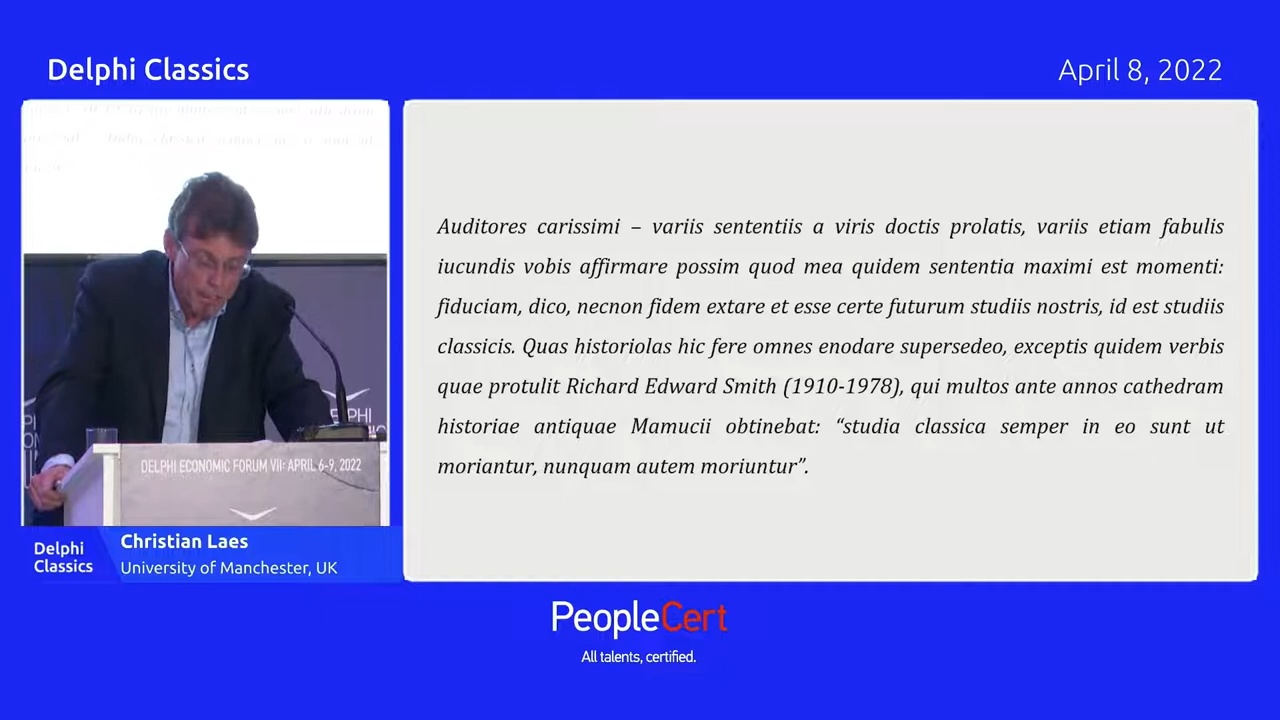 Delphi Classics
April 8, 2022
Auditores carissimi – variis sententiis a viris doctis prolatis, variis etiam fabulis
iucundis vobis affirmare possim quod mea quidem sententia maximi est momenti:
fiduciam, dico, necnon fidem extare et esse certe futurum studiis nostris, id est studiis
classicis. Quas historiolas hic fere omnes enodare supersedeo, exceptis quidem verbis
quae protulit Richard Edward Smith (1910-1978), qui multos ante annos cathedram
historiae antiquae Mamucii obtinebat: “studia classica semper in eo sunt ut
moriantur, nunquam autem moriuntur”.
DELPHI ECONOMIC FORUM VII: APRIL 6-9, 2022
Delphi
Classics
Christian Laes
University of Manchester, UK
PeopleCert
All talents, certified.